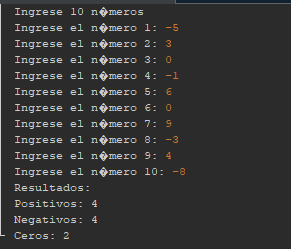 Ingrese 10 n�meros
Ingrese el n�mero 1: -5
Ingrese el n�mero 2: 3
Ingrese el n�mero 3: 0
Ingrese el n�mero 4: -1
Ingrese el n�mero 5: 6
Ingrese el n�mero 6: 0
Ingrese el n�mero 7: 9
Ingrese el n�mero 8: -3
Ingrese el n�mero 9: 4
Ingrese el n�mero 10: -8
Resultados:
Positivos: 4
Negativos: 4
Ceros: 2